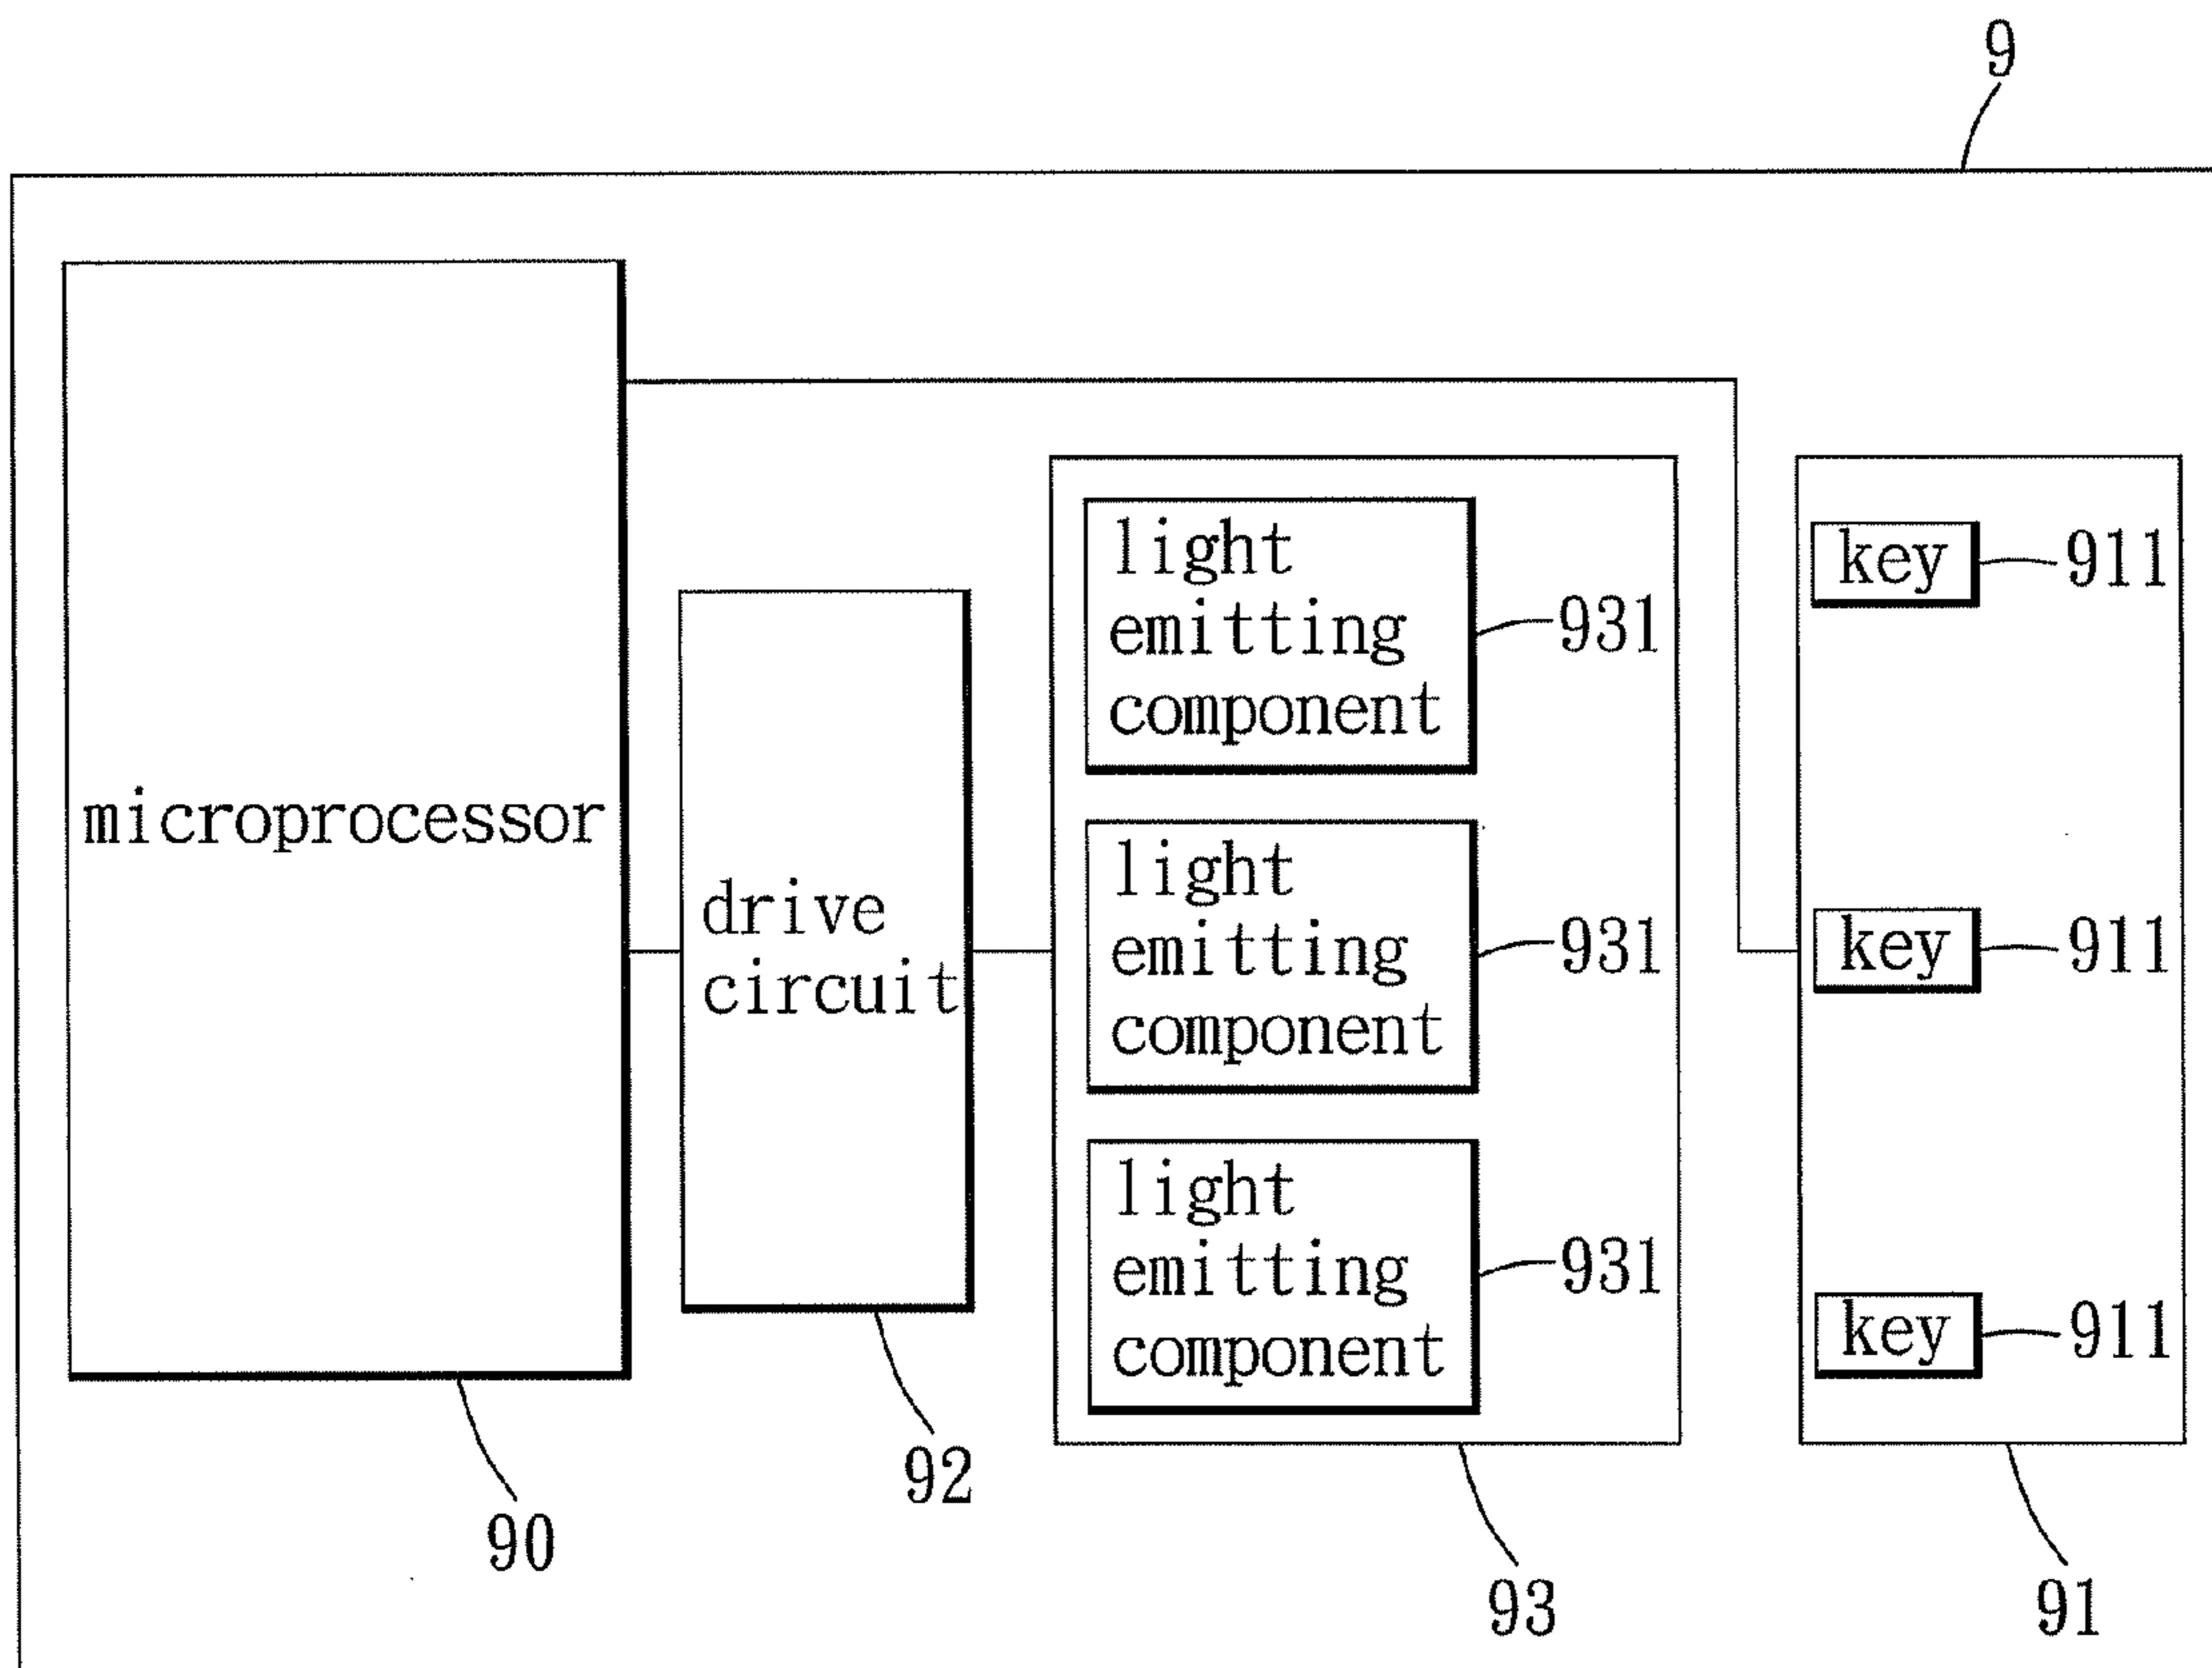 9
microprocessor
drive
circuit
light
emitting
component
931
light
emitting
component
931
light
emitting
component
931
key
911
key
911
key
911
90
92
93
91